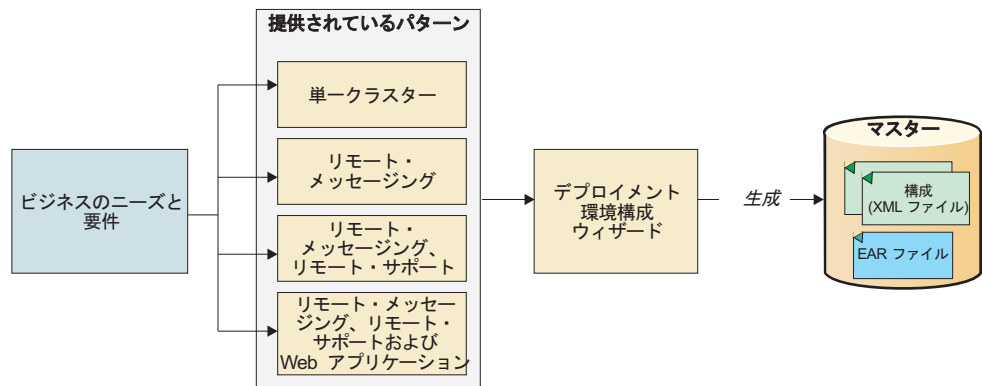 提供されているパターン
単一クラスター
リモート・
メッセージング
リモート・
メッセージング、
リモート・サポート
リモート・メッセー
ジング、リモート・
サポートおよび
Web アプリケーション
ビジネスのニーズと
要件
デプロイメント
環境構成
ウィザード
生成
マスター
構成
(XML ファイル)
EAR ファイル